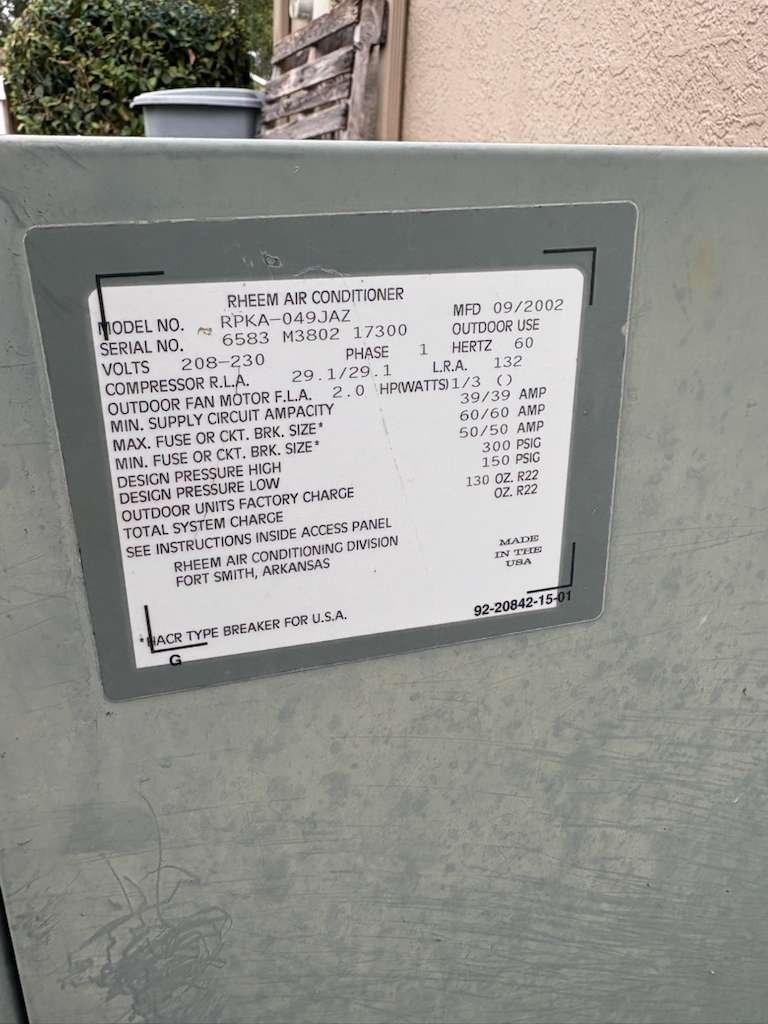 RHEEM AIR CONDITIONER
MODEL NO. RPKA-049JAZ MFD 09/2002
SERIAL NO. 6583 M3802 17300 OUTDOOR USE
VOLTS 208-230 PHASE 1 HERTZ 60
COMPRESSOR R.L.A. 29.1/29.1 L.R.A. 132
OUTDOOR FAN MOTOR F.L.A. 2.0 HP(WATTS) 1/3 ()
MIN. SUPPLY CIRCUIT AMPACITY 39/39 AMP
MAX. FUSE OR CKT. BRK. SIZE* 60/60 AMP
MIN. FUSE OR CKT. BRK. SIZE* 50/50 AMP
DESIGN PRESSURE HIGH 300 PSIG
DESIGN PRESSURE LOW 150 PSIG
OUTDOOR UNITS FACTORY CHARGE 130 OZ. R22
TOTAL SYSTEM CHARGE OZ. R22
SEE INSTRUCTIONS INSIDE ACCESS PANEL
RHEEM AIR CONDITIONING DIVISION
FORT SMITH, ARKANSAS
MADE
IN THE
USA
92-20842-15-01
*HACR TYPE BREAKER FOR U.S.A.
G